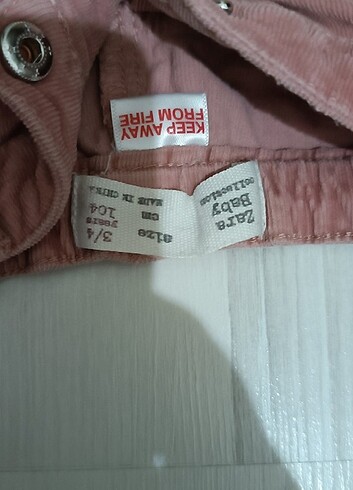 KEEP AWAY
FROM FIRE
Zara
Baby
collection
size
cm
MADE IN CHINA
3/4
years
104